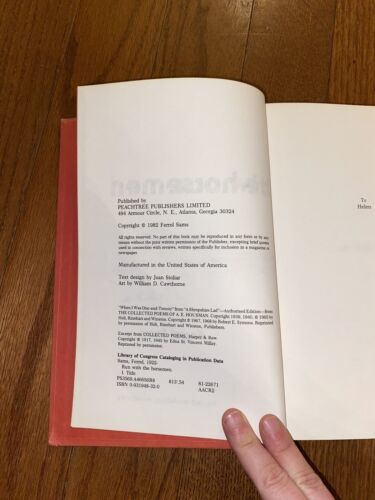 Published by
PEACHTREE PUBLISHERS LIMITED
494 Armour Circle, N. E., Atlanta, Georgia 30324
Copyright © 1982 Ferrol Sams
All rights reserved. No part of this book may be reproduced in any form or by any
means without the prior written permission of the Publisher, excepting brief quotes
used in connection with reviews, written specifically for inclusion in a magazine or
newspaper.
Manufactured in the United States of America
Text design by Joan Stoliar
Art by William D. Cawthorne
"When I Was One-and-Twenty" from "A Shropshire Lad"—Authorised Edition—from
THE COLLECTED POEMS OF A. E. HOUSMAN. Copyright 1939, 1940, © 1965 by
Holt, Rinehart and Winston. Copyright © 1967, 1968 by Robert E. Symons. Reprinted
by permission of Holt, Rinehart and Winston, Publishers.
Excerpt from COLLECTED POEMS, Harper & Row.
Copyright © 1917, 1945 by Edna St. Vincent Millay.
Reprinted by permission.
Library of Congress Cataloging in Publication Data
Sams, Ferrol, 1922-
Run with the horsemen.
I. Title.
PS3569.A46656R8 813'.54 81-22671
ISBN 0-931948-32-0 AACR2
To
Helen